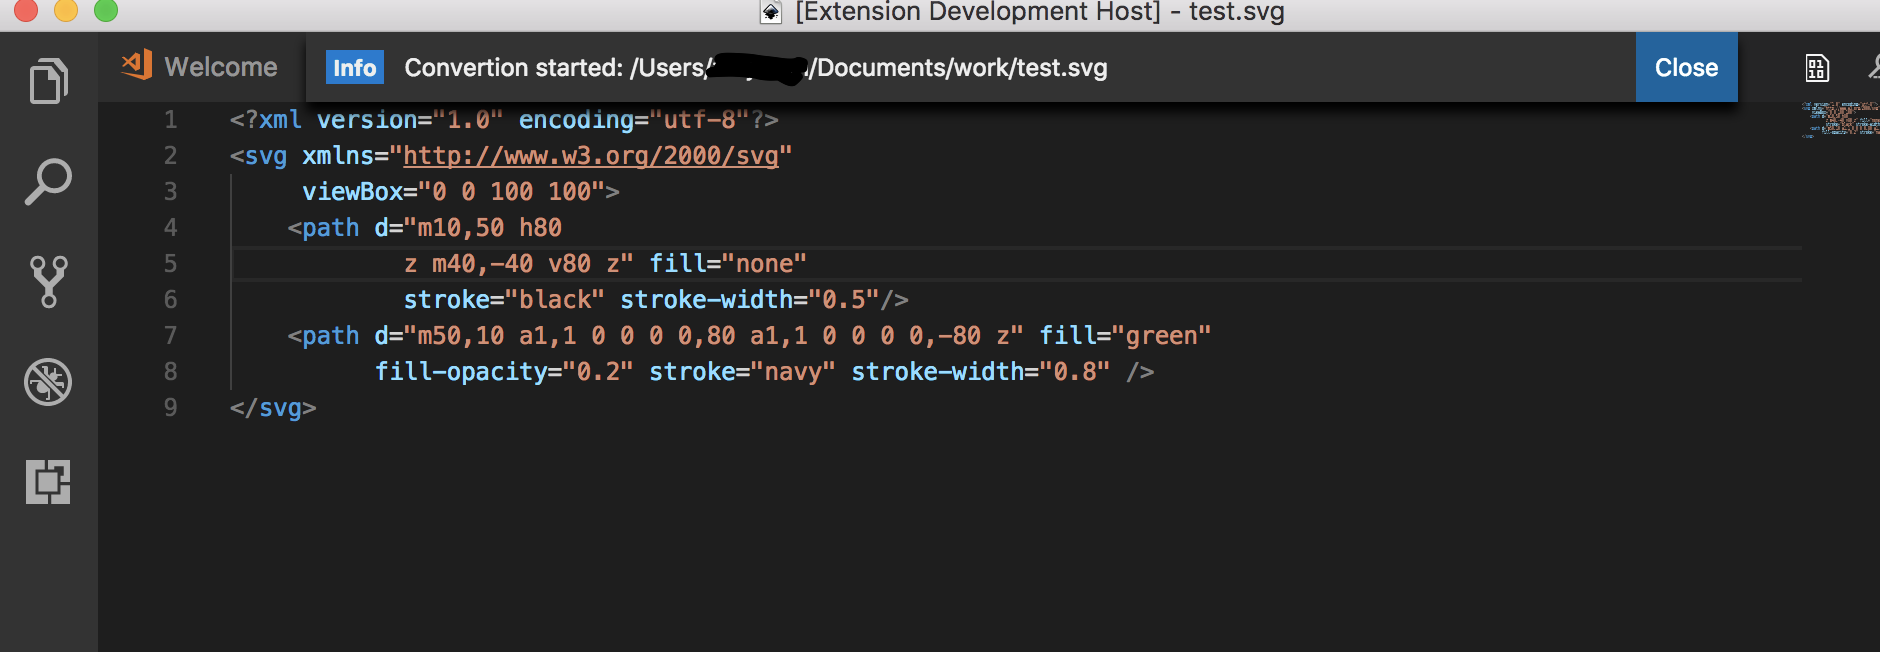 [Extension Development Host] - test.svg
Welcome
Info Convertion started: /Users/ /Documents/work/test.svg Close
1 <?xml version="1.0" encoding="utf-8"?>
2 <svg xmlns="http://www.w3.org/2000/svg"
3 viewBox="0 0 100 100">
4 <path d="m10,50 h80
5 z m40,-40 v80 z" fill="none"
6 stroke="black" stroke-width="0.5"/>
7 <path d="m50,10 a1,1 0 0 0 0,80 a1,1 0 0 0 0,-80 z" fill="green"
8 fill-opacity="0.2" stroke="navy" stroke-width="0.8" />
9 </svg>